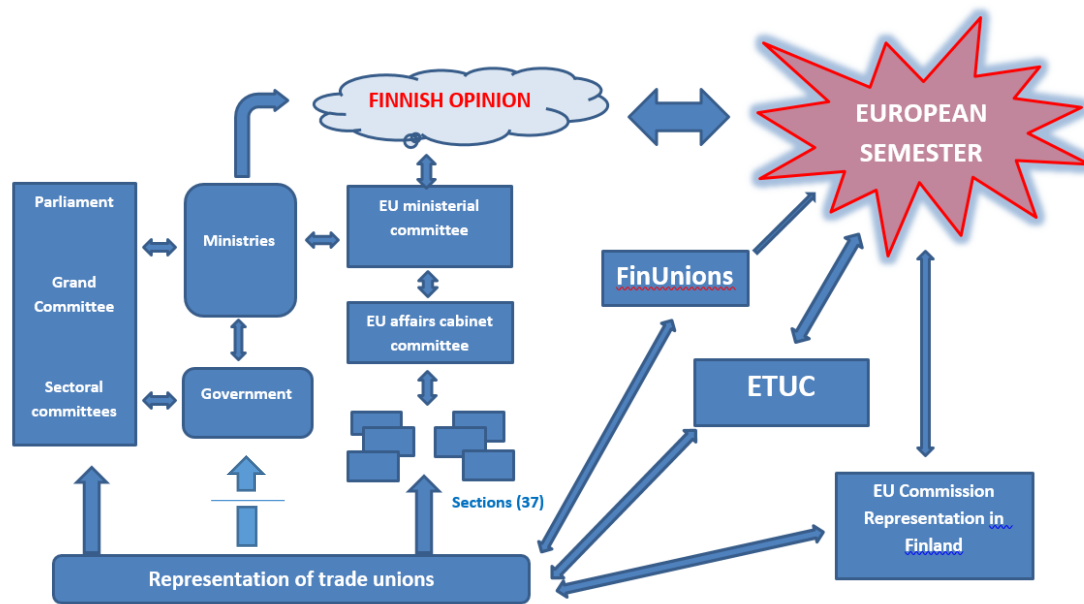 FINNISH OPINION
EUROPEAN
SEMESTER
Parliament
Grand
Committee
Sectoral
committees
Ministries
Government
EU ministerial
committee
EU affairs cabinet
committee
Sections (37)
FinUnions
ETUC
EU Commission
Representation in
Finland
Representation of trade unions